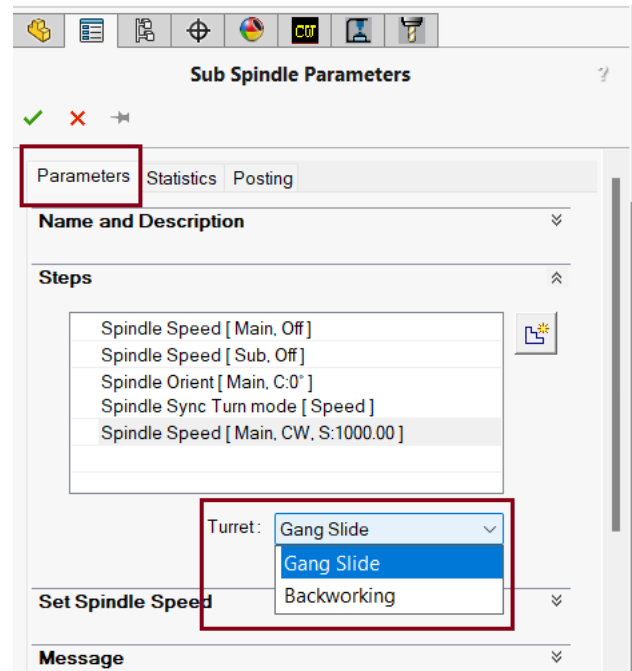 CW
Sub Spindle Parameters
?
Parameters Statistics Posting
Name and Description
Steps
Spindle Speed [ Main, Off ]
Spindle Speed [ Sub, Off ]
Spindle Orient [ Main, C:0° ]
Spindle Sync Turn mode [ Speed ]
Spindle Speed [ Main, CW, S:1000.00 ]
Turret : Gang Slide
Gang Slide
Backworking
Set Spindle Speed
Message